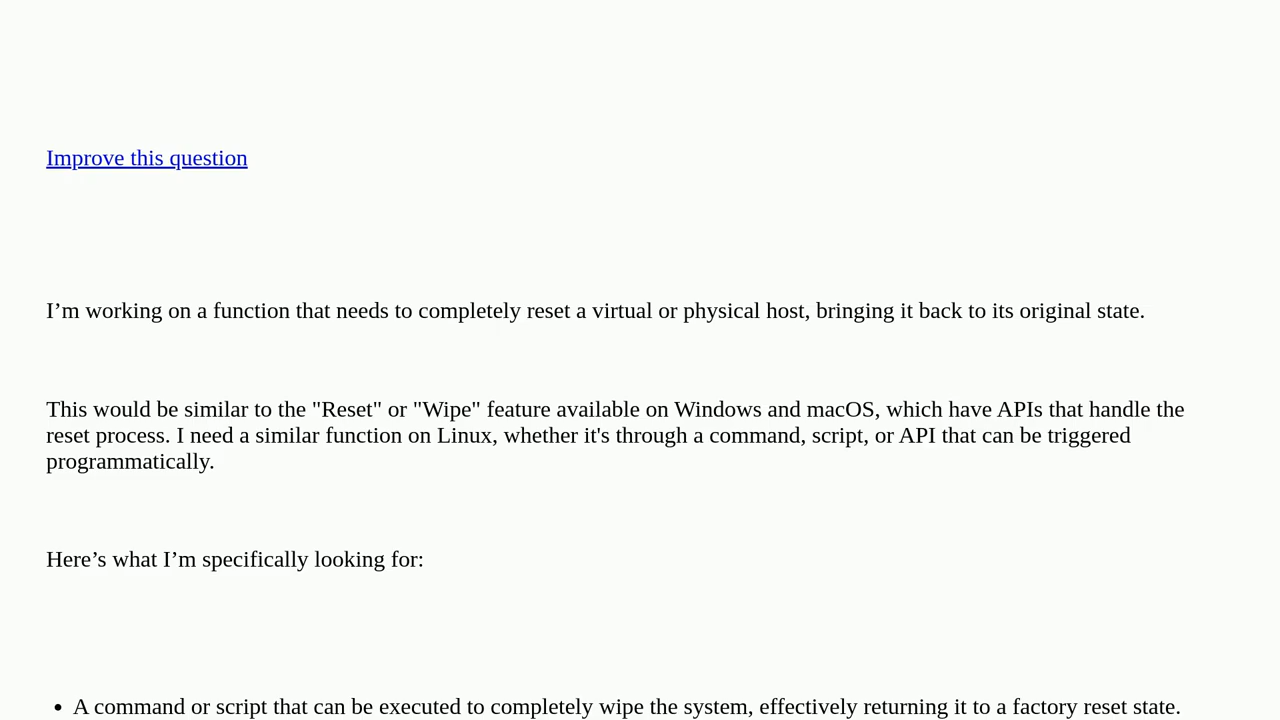 Improve this question
I’m working on a function that needs to completely reset a virtual or physical host, bringing it back to its original state.
This would be similar to the "Reset" or "Wipe" feature available on Windows and macOS, which have APIs that handle the
reset process. I need a similar function on Linux, whether it's through a command, script, or API that can be triggered
programmatically.
Here’s what I’m specifically looking for:
• A command or script that can be executed to completely wipe the system, effectively returning it to a factory reset state.